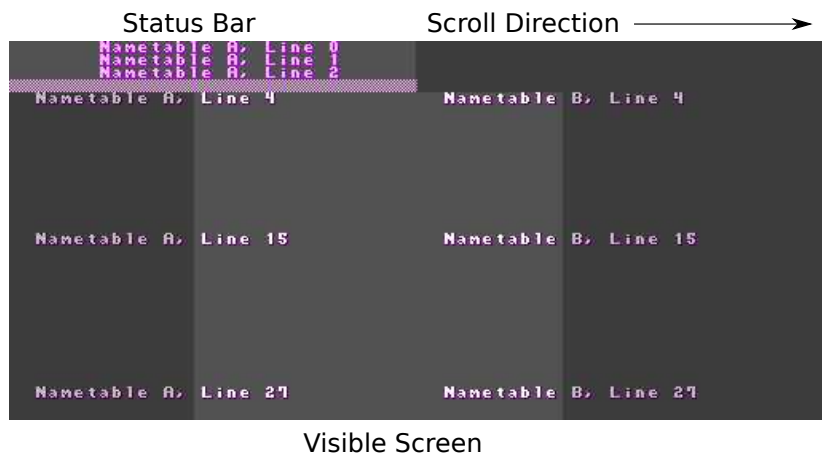 Status Bar Scroll Direction
Nametable A, Line 0
Nametable A, Line 1
Nametable A, Line 2
Nametable A, Line 4 Nametable B, Line 4
Nametable A, Line 15 Nametable B, Line 15
Nametable A, Line 27 Nametable B, Line 27
Visible Screen